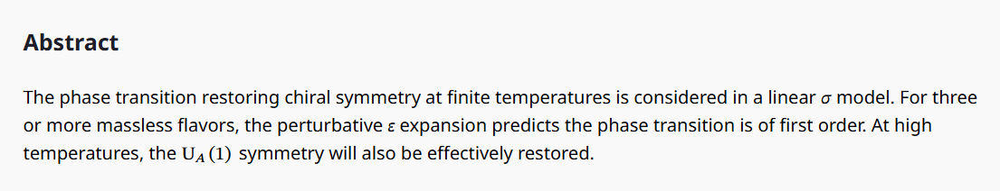 Abstract
The phase transition restoring chiral symmetry at finite temperatures is considered in a linear σ model. For three
or more massless flavors, the perturbative ε expansion predicts the phase transition is of first order. At high
temperatures, the U_A(1) symmetry will also be effectively restored.